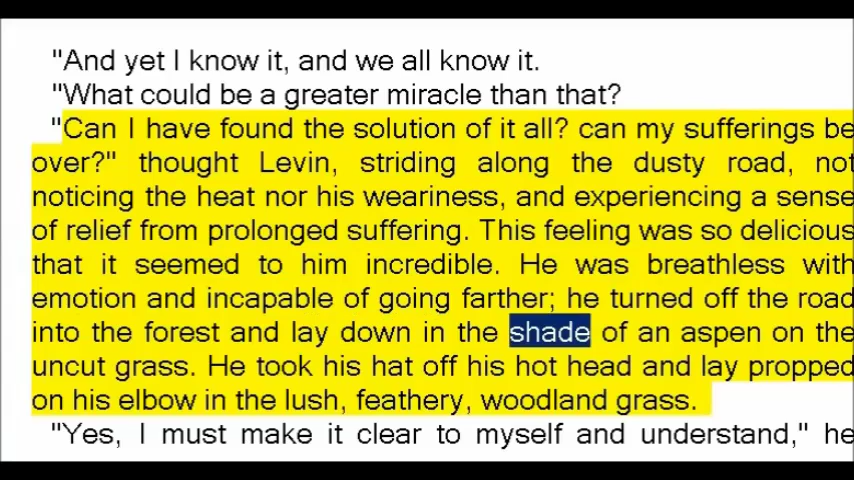 "And yet I know it, and we all know it.
"What could be a greater miracle than that?
"Can I have found the solution of it all? can my sufferings be
over?" thought Levin, striding along the dusty road, not
noticing the heat nor his weariness, and experiencing a sense
of relief from prolonged suffering. This feeling was so delicious
that it seemed to him incredible. He was breathless with
emotion and incapable of going farther; he turned off the road
into the forest and lay down in the shade of an aspen on the
uncut grass. He took his hat off his hot head and lay propped
on his elbow in the lush, feathery, woodland grass.
"Yes, I must make it clear to myself and understand," he